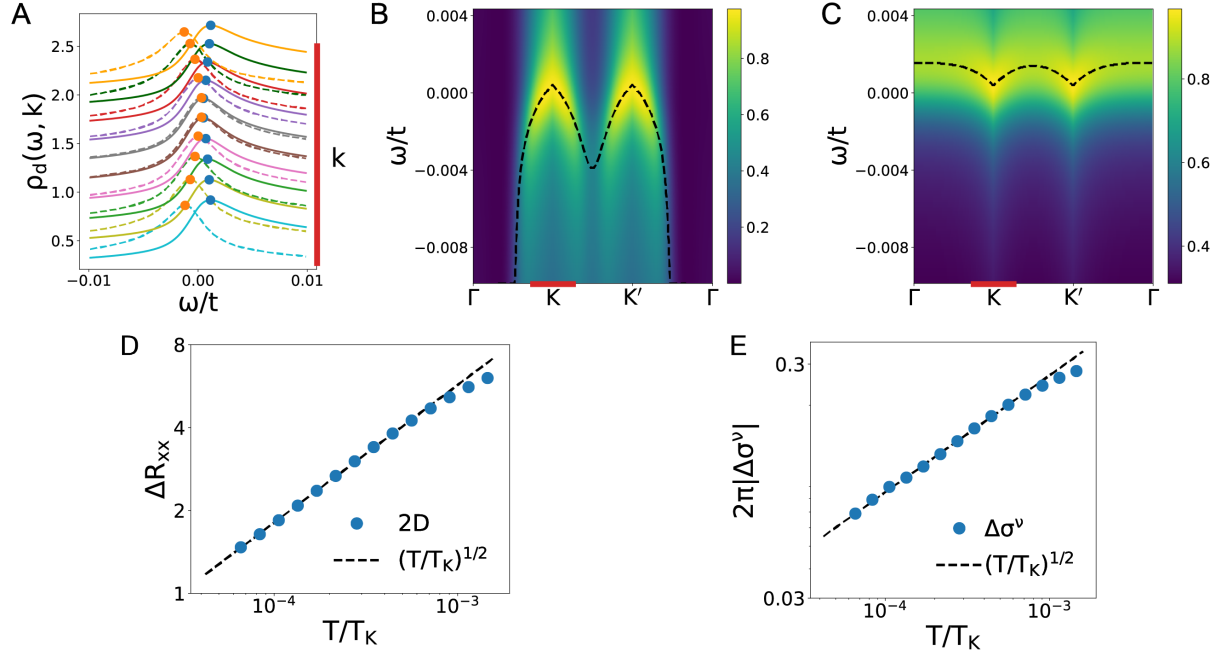 A
2.5
2.0
1.5
1.0
0.5
ρd(ω, k)
-0.01
0.00
0.01
ω/t
k
B
0.004
0.000
−0.004
−0.008
ω/t
Γ
K
K′
Γ
0.8
0.6
0.4
0.2
C
0.004
0.000
−0.004
−0.008
ω/t
Γ
K
K′
Γ
0.8
0.6
0.4
D
8
4
2
1
ΔRxx
2D
(T/TK)1/2
10−4
10−3
T/TK
E
0.3
0.03
2π|Δσν|
Δσν
(T/TK)1/2
10−4
10−3
T/TK